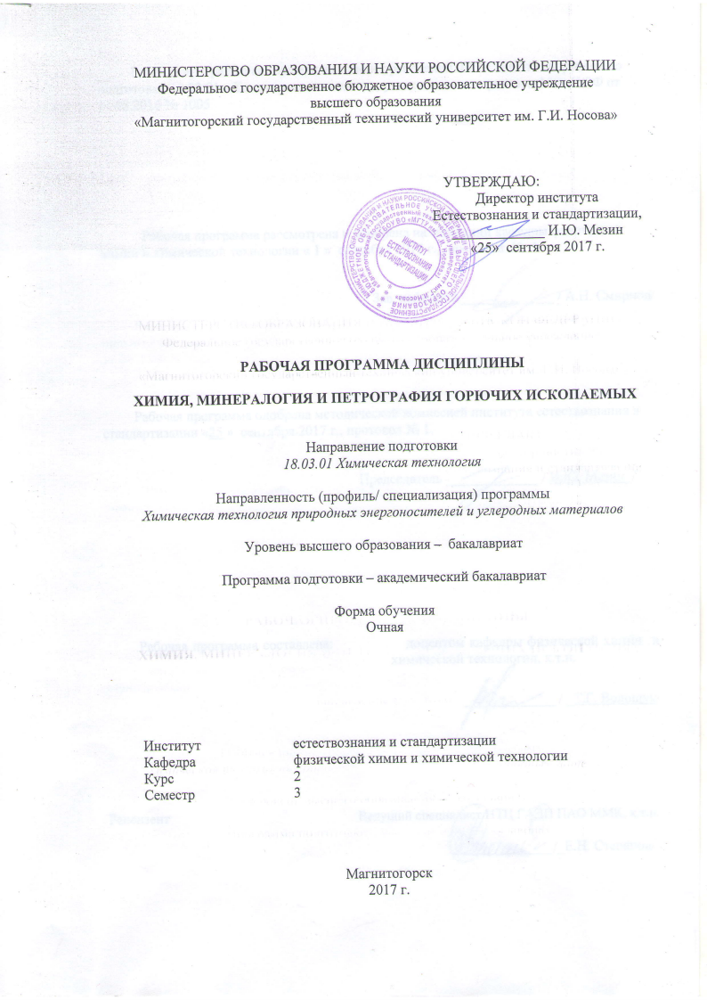 МИНИСТЕРСТВО ОБРАЗОВАНИЯ И НАУКИ РОССИЙСКОЙ ФЕДЕРАЦИИ
Федеральное государственное бюджетное образовательное учреждение
высшего образования
«Магнитогорский государственный технический университет им. Г.И. Носова»
УТВЕРЖДАЮ:
Директор института
Естествознания и стандартизации,
И.Ю. Мезин
«25» сентября 2017 г.
ИНСТИТУТ
ЕСТЕСТВОЗНАНИЯ
И СТАНДАРТИЗАЦИИ
РАБОЧАЯ ПРОГРАММА ДИСЦИПЛИНЫ
ХИМИЯ, МИНЕРАЛОГИЯ И ПЕТРОГРАФИЯ ГОРЮЧИХ ИСКОПАЕМЫХ
Направление подготовки
18.03.01 Химическая технология
Направленность (профиль/ специализация) программы
Химическая технология природных энергоносителей и углеродных материалов
Уровень высшего образования – бакалавриат
Программа подготовки – академический бакалавриат
Форма обучения
Очная
Институт естествознания и стандартизации
Кафедра физической химии и химической технологии
Курс 2
Семестр 3
Магнитогорск
2017 г.